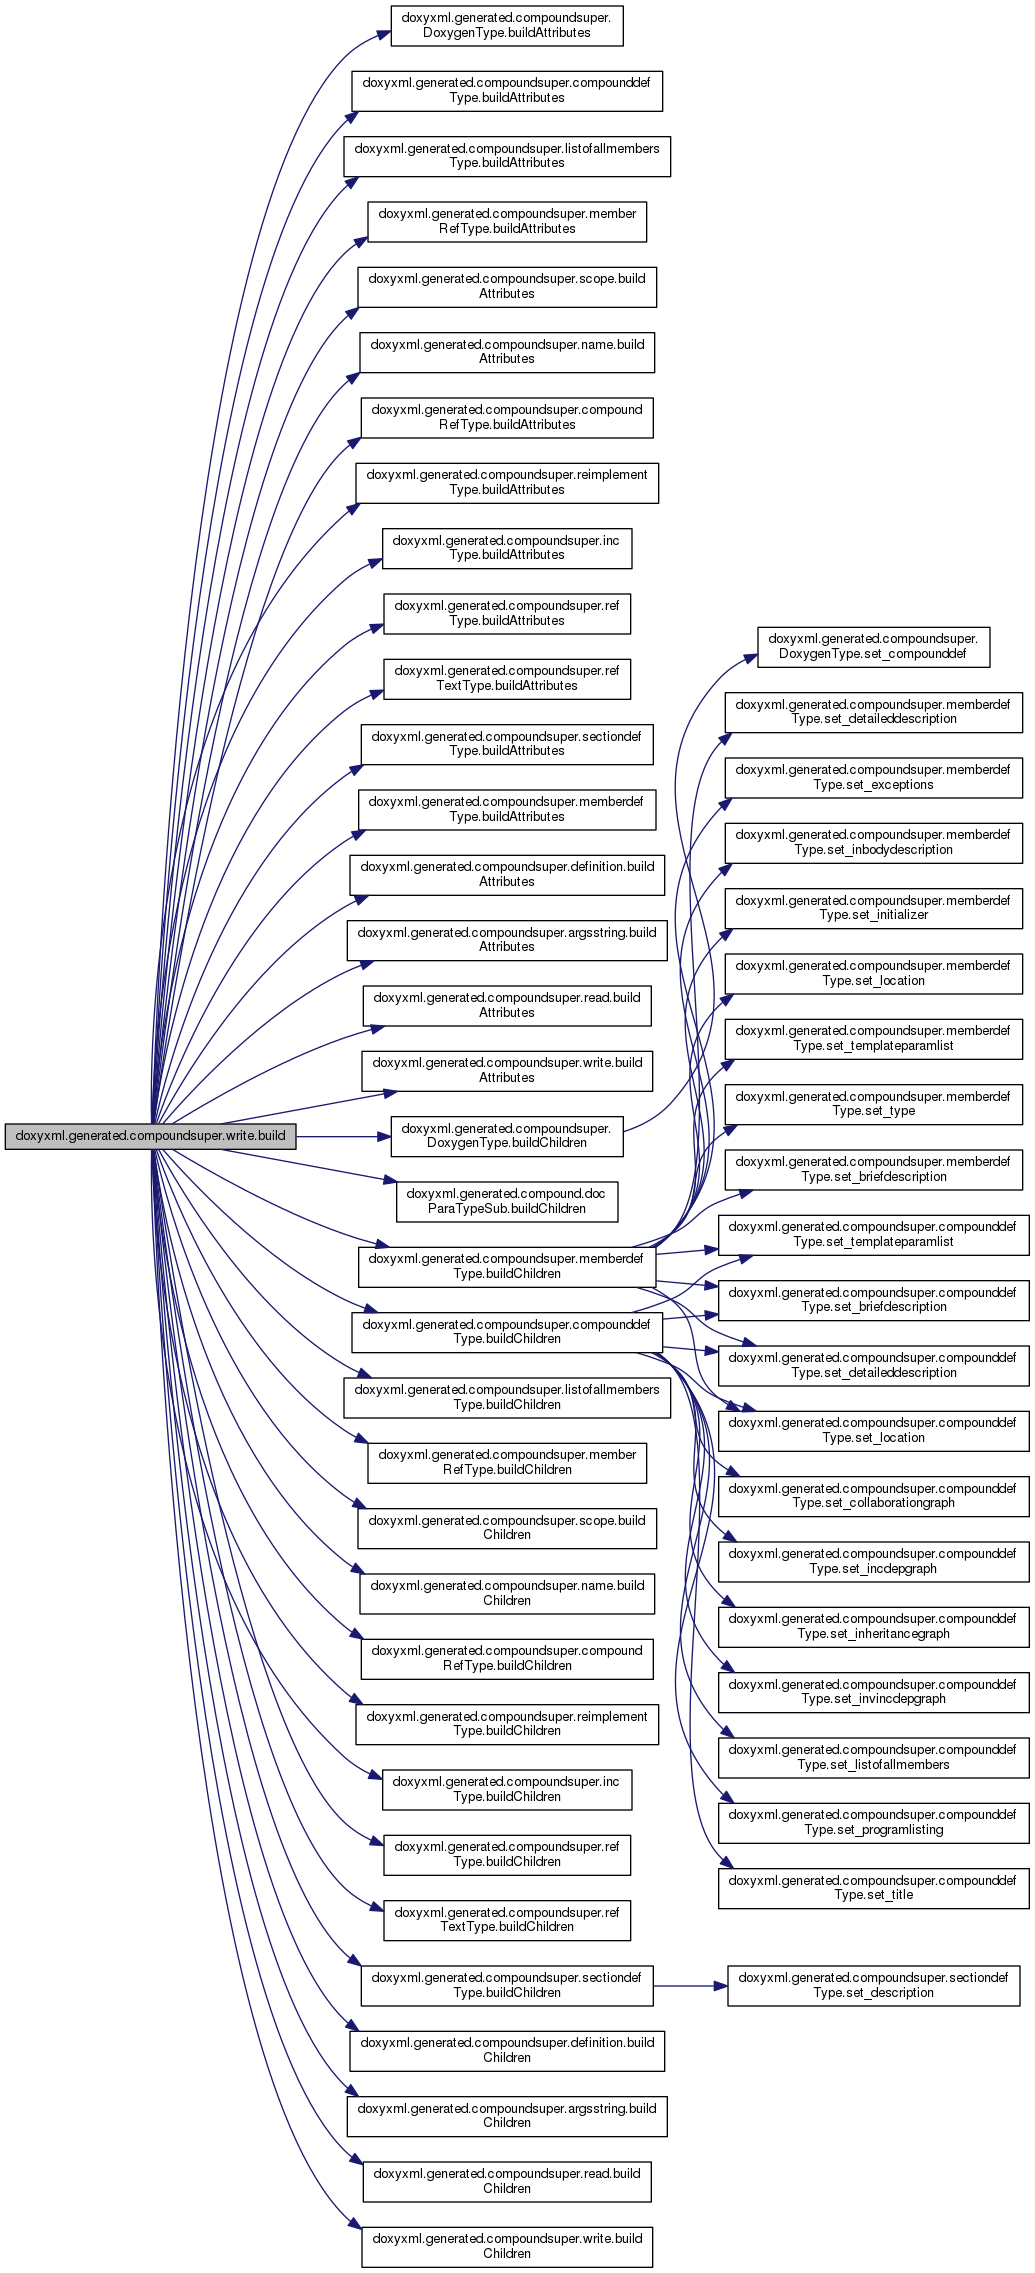 doxyxml.generated.compoundsuper.write.build
doxyxml.generated.compoundsuper.
DoxygenType.buildAttributes
doxyxml.generated.compoundsuper.compounddef
Type.buildAttributes
doxyxml.generated.compoundsuper.listofallmembers
Type.buildAttributes
doxyxml.generated.compoundsuper.member
RefType.buildAttributes
doxyxml.generated.compoundsuper.scope.build
Attributes
doxyxml.generated.compoundsuper.name.build
Attributes
doxyxml.generated.compoundsuper.compound
RefType.buildAttributes
doxyxml.generated.compoundsuper.reimplement
Type.buildAttributes
doxyxml.generated.compoundsuper.inc
Type.buildAttributes
doxyxml.generated.compoundsuper.ref
Type.buildAttributes
doxyxml.generated.compoundsuper.ref
TextType.buildAttributes
doxyxml.generated.compoundsuper.sectiondef
Type.buildAttributes
doxyxml.generated.compoundsuper.memberdef
Type.buildAttributes
doxyxml.generated.compoundsuper.definition.build
Attributes
doxyxml.generated.compoundsuper.argsstring.build
Attributes
doxyxml.generated.compoundsuper.read.build
Attributes
doxyxml.generated.compoundsuper.write.build
Attributes
doxyxml.generated.compoundsuper.
DoxygenType.buildChildren
doxyxml.generated.compound.doc
ParaTypeSub.buildChildren
doxyxml.generated.compoundsuper.memberdef
Type.buildChildren
doxyxml.generated.compoundsuper.compounddef
Type.buildChildren
doxyxml.generated.compoundsuper.listofallmembers
Type.buildChildren
doxyxml.generated.compoundsuper.member
RefType.buildChildren
doxyxml.generated.compoundsuper.scope.build
Children
doxyxml.generated.compoundsuper.name.build
Children
doxyxml.generated.compoundsuper.compound
RefType.buildChildren
doxyxml.generated.compoundsuper.reimplement
Type.buildChildren
doxyxml.generated.compoundsuper.inc
Type.buildChildren
doxyxml.generated.compoundsuper.ref
Type.buildChildren
doxyxml.generated.compoundsuper.ref
TextType.buildChildren
doxyxml.generated.compoundsuper.sectiondef
Type.buildChildren
doxyxml.generated.compoundsuper.definition.build
Children
doxyxml.generated.compoundsuper.argsstring.build
Children
doxyxml.generated.compoundsuper.read.build
Children
doxyxml.generated.compoundsuper.write.build
Children
doxyxml.generated.compoundsuper.
DoxygenType.set_compounddef
doxyxml.generated.compoundsuper.memberdef
Type.set_detaileddescription
doxyxml.generated.compoundsuper.memberdef
Type.set_exceptions
doxyxml.generated.compoundsuper.memberdef
Type.set_inbodydescription
doxyxml.generated.compoundsuper.memberdef
Type.set_initializer
doxyxml.generated.compoundsuper.memberdef
Type.set_location
doxyxml.generated.compoundsuper.memberdef
Type.set_templateparamlist
doxyxml.generated.compoundsuper.memberdef
Type.set_type
doxyxml.generated.compoundsuper.memberdef
Type.set_briefdescription
doxyxml.generated.compoundsuper.compounddef
Type.set_templateparamlist
doxyxml.generated.compoundsuper.compounddef
Type.set_briefdescription
doxyxml.generated.compoundsuper.compounddef
Type.set_detaileddescription
doxyxml.generated.compoundsuper.compounddef
Type.set_location
doxyxml.generated.compoundsuper.compounddef
Type.set_collaborationgraph
doxyxml.generated.compoundsuper.compounddef
Type.set_incdepgraph
doxyxml.generated.compoundsuper.compounddef
Type.set_inheritancegraph
doxyxml.generated.compoundsuper.compounddef
Type.set_invincdepgraph
doxyxml.generated.compoundsuper.compounddef
Type.set_listofallmembers
doxyxml.generated.compoundsuper.compounddef
Type.set_programlisting
doxyxml.generated.compoundsuper.compounddef
Type.set_title
doxyxml.generated.compoundsuper.sectiondef
Type.set_description